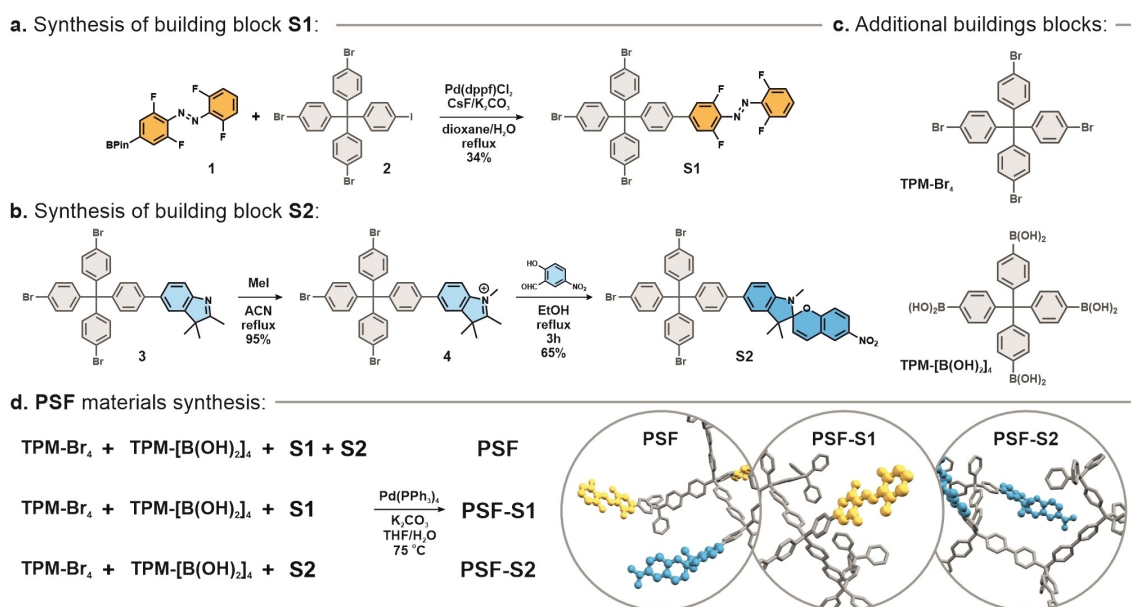 a. Synthesis of building block S1:
c. Additional buildings blocks:
Br
F
F
N
N
F
F
BPin
1
+
Br
Br
I
Br
2
Pd(dppf)Cl₂
CsF/K₂CO₃
dioxane/H₂O
reflux
34%
Br
Br
Br
F
F
N
N
F
F
S1
Br
Br
Br
Br
TPM-Br₄
b. Synthesis of building block S2:
Br
Br
Br
N
3
MeI
ACN
reflux
95%
Br
Br
Br
N
+
4
HO
OHC
NO₂
EtOH
reflux
3h
65%
Br
Br
Br
N
O
NO₂
S2
B(OH)₂
(HO)₂B
B(OH)₂
B(OH)₂
TPM-[B(OH)₂]₄
d. PSF materials synthesis:
TPM-Br₄ + TPM-[B(OH)₂]₄ + S1 + S2
PSF
TPM-Br₄ + TPM-[B(OH)₂]₄ + S1
Pd(PPh₃)₄
K₂CO₃
THF/H₂O
75 °C
PSF-S1
TPM-Br₄ + TPM-[B(OH)₂]₄ + S2
PSF-S2
PSF
PSF-S1
PSF-S2